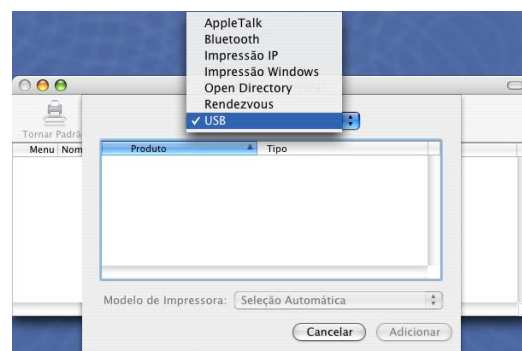 AppleTalk
Bluetooth
Impressão IP
Impressão Windows
Open Directory
Rendezvous
✓ USB
Tornar Padrã
Menu Nom
Produto Tipo
Modelo de Impressora: Seleção Automática
Cancelar Adicionar